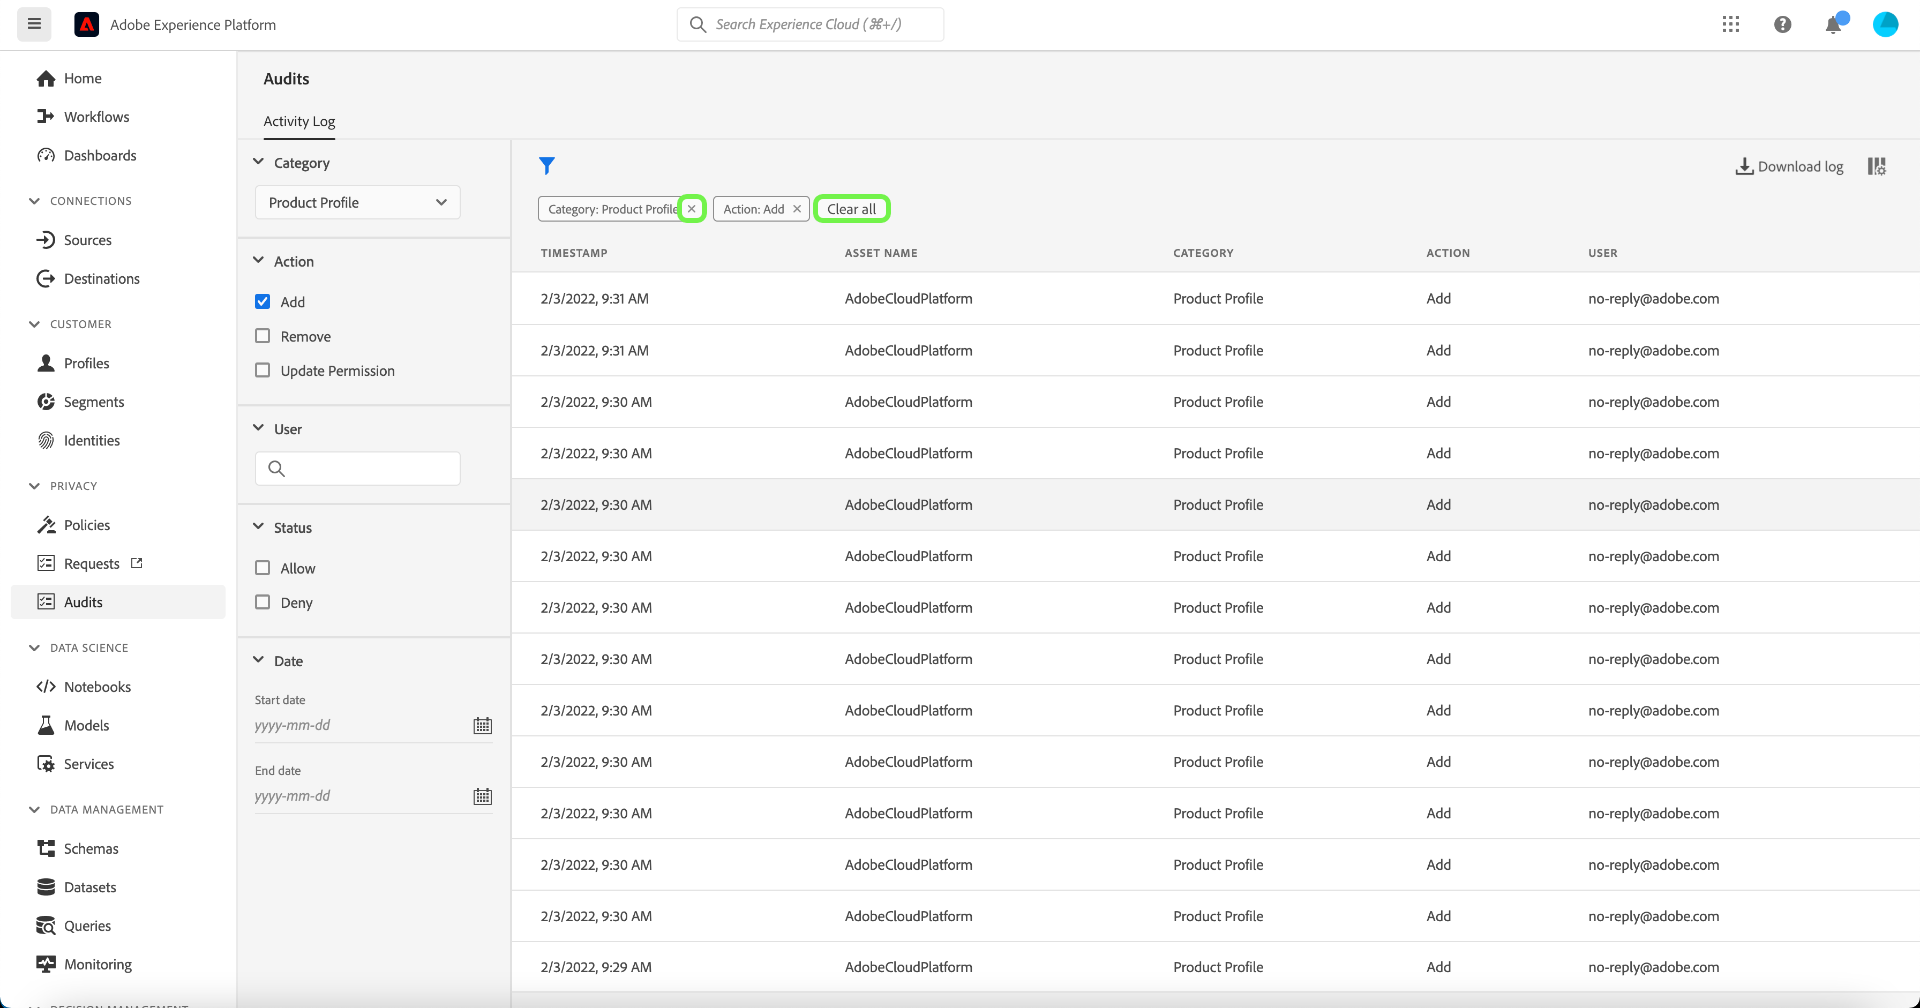 Adobe Experience Platform
Search Experience Cloud (⌘+/)
Home
Workflows
Dashboards
CONNECTIONS
Sources
Destinations
CUSTOMER
Profiles
Segments
Identities
PRIVACY
Policies
Requests
Audits
DATA SCIENCE
Notebooks
Models
Services
DATA MANAGEMENT
Schemas
Datasets
Queries
Monitoring
DECISION MANAGEMENT
Audits
Activity Log
Category
Product Profile
Action
Add
Remove
Update Permission
User
Status
Allow
Deny
Date
Start date
yyyy-mm-dd
End date
yyyy-mm-dd
Download log
Category: Product Profile Action: Add Clear all
TIMESTAMP ASSET NAME CATEGORY ACTION USER
2/3/2022, 9:31 AM AdobeCloudPlatform Product Profile Add no-reply@adobe.com
2/3/2022, 9:31 AM AdobeCloudPlatform Product Profile Add no-reply@adobe.com
2/3/2022, 9:30 AM AdobeCloudPlatform Product Profile Add no-reply@adobe.com
2/3/2022, 9:30 AM AdobeCloudPlatform Product Profile Add no-reply@adobe.com
2/3/2022, 9:30 AM AdobeCloudPlatform Product Profile Add no-reply@adobe.com
2/3/2022, 9:30 AM AdobeCloudPlatform Product Profile Add no-reply@adobe.com
2/3/2022, 9:30 AM AdobeCloudPlatform Product Profile Add no-reply@adobe.com
2/3/2022, 9:30 AM AdobeCloudPlatform Product Profile Add no-reply@adobe.com
2/3/2022, 9:30 AM AdobeCloudPlatform Product Profile Add no-reply@adobe.com
2/3/2022, 9:30 AM AdobeCloudPlatform Product Profile Add no-reply@adobe.com
2/3/2022, 9:30 AM AdobeCloudPlatform Product Profile Add no-reply@adobe.com
2/3/2022, 9:30 AM AdobeCloudPlatform Product Profile Add no-reply@adobe.com
2/3/2022, 9:30 AM AdobeCloudPlatform Product Profile Add no-reply@adobe.com
2/3/2022, 9:29 AM AdobeCloudPlatform Product Profile Add no-reply@adobe.com